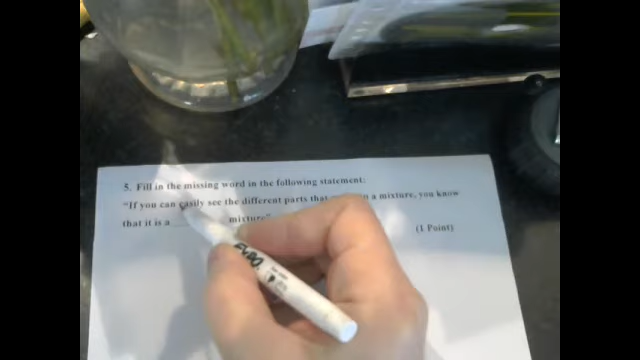 5. Fill in the missing word in the following statement:
"If you can easily see the different parts that a mixture, you know
that it is a ________ mixture"
(1 Point)
EXPO